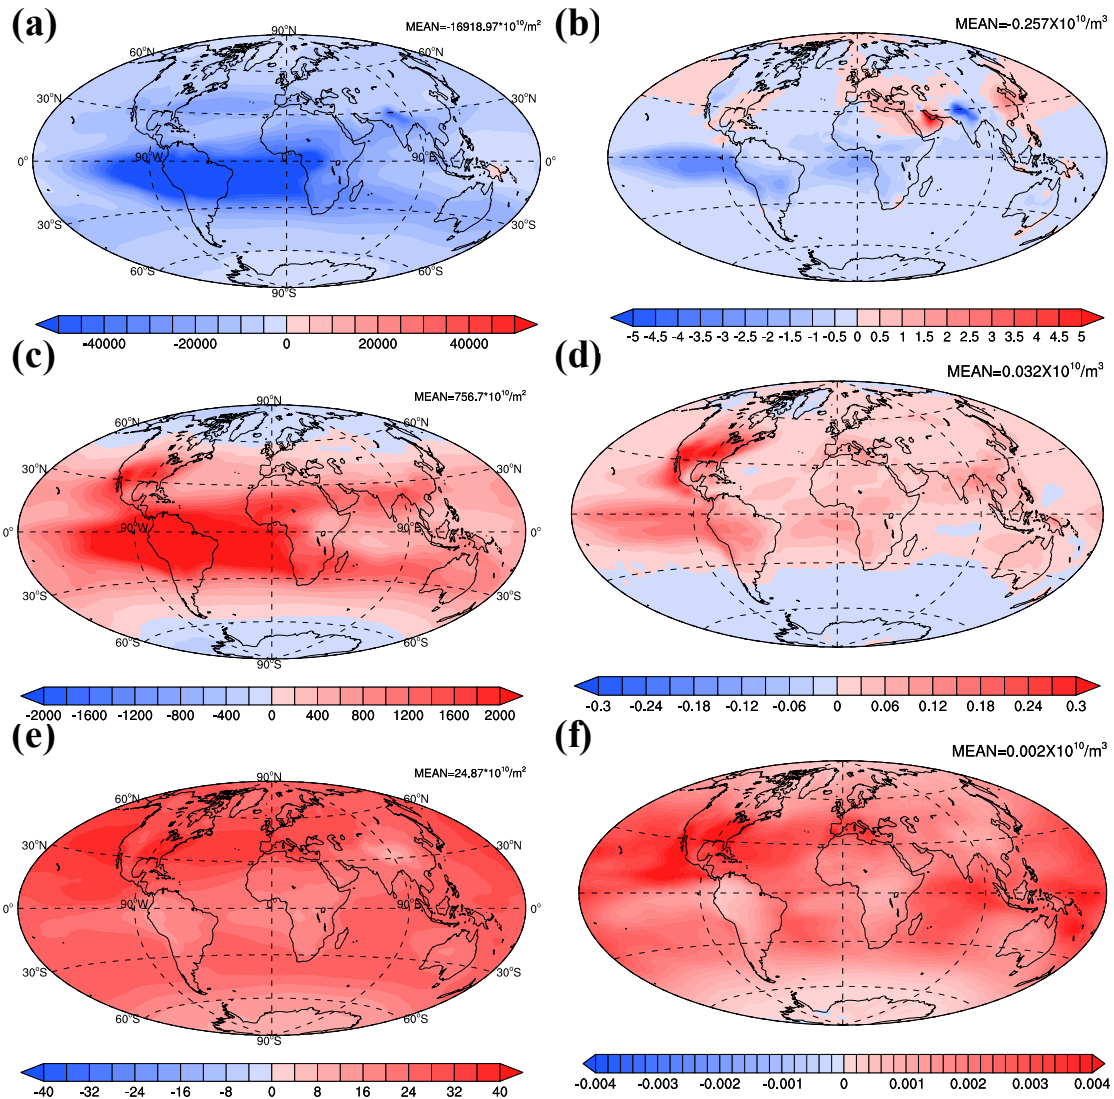 (a)
MEAN=-16918.97*10¹⁰/m²
90°N
60°N 60°N
30°N 30°N
0° 90°W 90°E 0°
30°S 30°S
60°S 60°S
90°S
-40000 -20000 0 20000 40000
(b)
MEAN=-0.257X10¹⁰/m³
-5 -4.5 -4 -3.5 -3 -2.5 -2 -1.5 -1 -0.5 0 0.5 1 1.5 2 2.5 3 3.5 4 4.5 5
(c)
MEAN=756.7*10¹⁰/m²
90°N
60°N 60°N
30°N 30°N
0° 90°W 90°E 0°
30°S 30°S
60°S 60°S
90°S
-2000 -1600 -1200 -800 -400 0 400 800 1200 1600 2000
(d)
MEAN=0.032X10¹⁰/m³
-0.3 -0.24 -0.18 -0.12 -0.06 0 0.06 0.12 0.18 0.24 0.3
(e)
MEAN=24.87*10¹⁰/m²
90°N
60°N 60°N
30°N 30°N
0° 90°W 90°E 0°
30°S 30°S
60°S 60°S
90°S
-40 -32 -24 -16 -8 0 8 16 24 32 40
(f)
MEAN=0.002X10¹⁰/m³
-0.004 -0.003 -0.002 -0.001 0 0.001 0.002 0.003 0.004